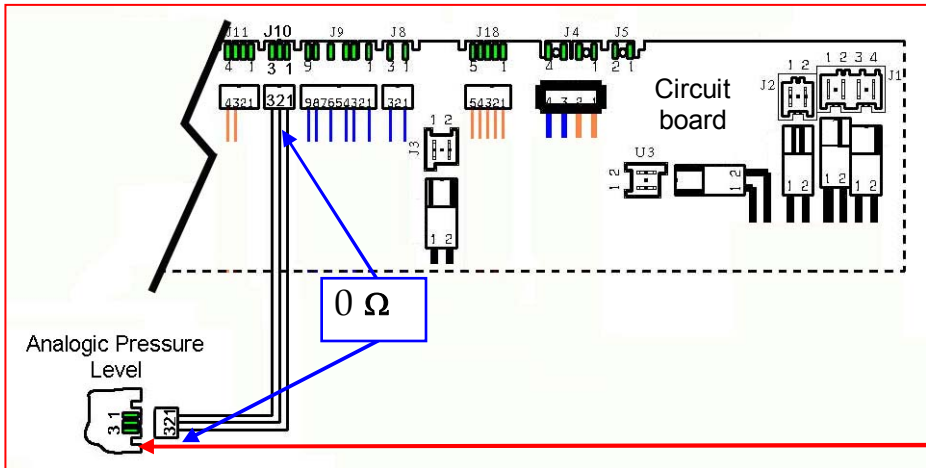 J11 J10 J9 J8 J18 J4 J5
4 1 3 1 9 1 3 1 5 1 4 1 2 1
4321 321 987654321 321 54321 4 3 2 1
Circuit
board
J2
1 2
J1
1 2 3 4
J3
1 2
U3
1 2
1 2
1 2
1 2
1 2
1 2
0 Ω
Analogic Pressure
Level
3 1
321